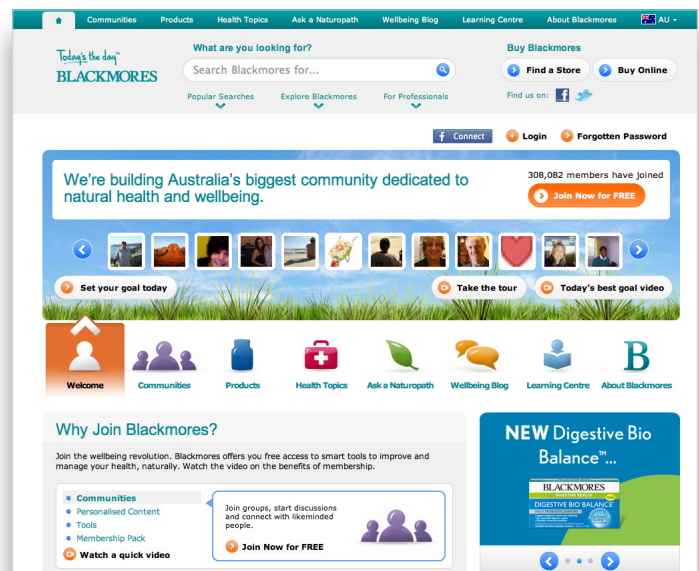 Communities Products Health Topics Ask a Naturopath Wellbeing Blog Learning Centre About Blackmores AU
Today's the day™
BLACKMORES
What are you looking for?
Search Blackmores for...
Popular Searches Explore Blackmores For Professionals
Buy Blackmores
Find a Store Buy Online
Find us on: f
f Connect Login Forgotten Password
We're building Australia's biggest community dedicated to
natural health and wellbeing.
308,082 members have joined
Join Now for FREE
Set your goal today Take the tour Today's best goal video
Welcome Communities Products Health Topics Ask a Naturopath Wellbeing Blog Learning Centre About Blackmores
B
Why Join Blackmores?
Join the wellbeing revolution. Blackmores offers you free access to smart tools to improve and
manage your health, naturally. Watch the video on the benefits of membership.
Communities
Personalised Content
Tools
Membership Pack
Watch a quick video
Join groups, start discussions
and connect with likeminded
people.
Join Now for FREE
NEW Digestive Bio
Balance™...
BLACKMORES
DIGESTIVE HEALTH
DIGESTIVE BIO BALANCE